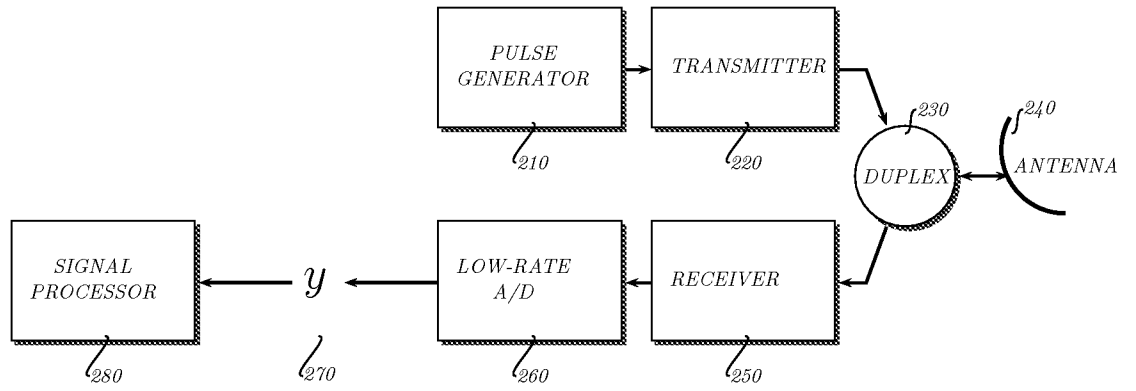 PULSE
GENERATOR
TRANSMITTER
210
220
230
240
DUPLEX
ANTENNA
SIGNAL
PROCESSOR
y
LOW-RATE
A/D
RECEIVER
280
270
260
250